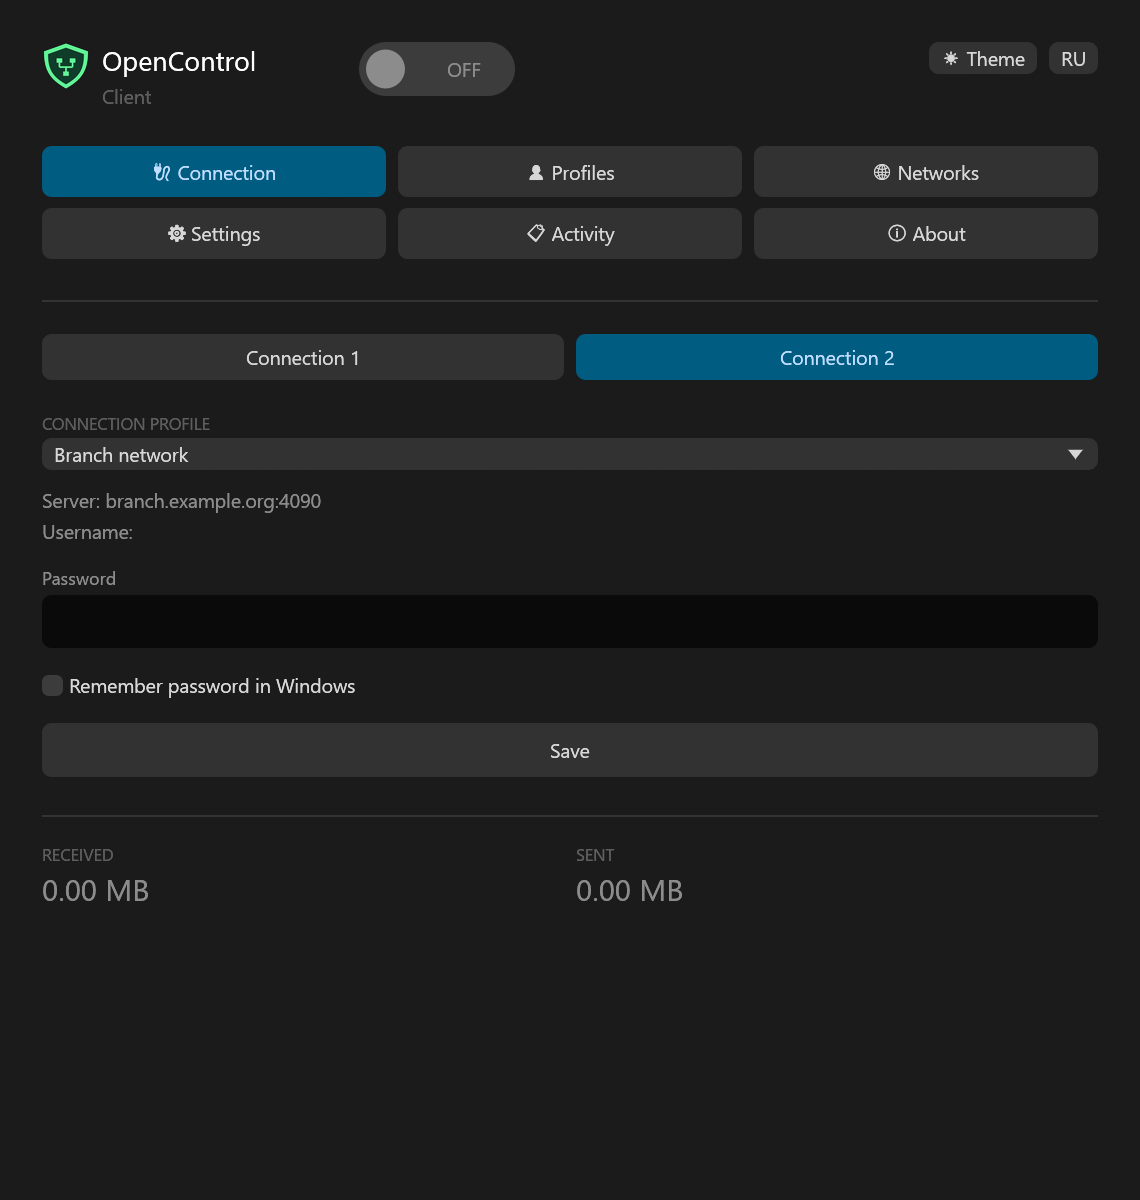 OpenControl
Client
OFF
Theme
RU
Connection
Profiles
Networks
Settings
Activity
About
Connection 1
Connection 2
CONNECTION PROFILE
Branch network
Server: branch.example.org:4090
Username:
Password
Remember password in Windows
Save
RECEIVED
SENT
0.00 MB
0.00 MB